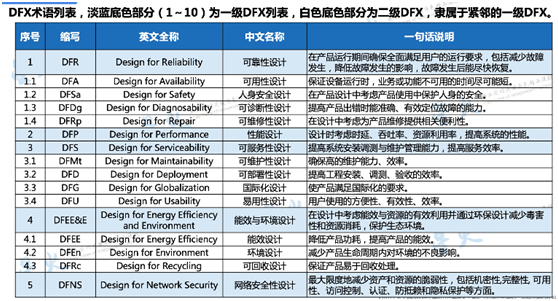 DFX术语列表，淡蓝底色部分（1～10）为一级DFX列表，白色底色部分为二级DFX，隶属于紧邻的一级DFX。
序号 缩写 英文全称 中文名称 一句话说明
1 DFR Design for Reliability 可靠性设计 在产品运行期间确保全面满足用户的运行要求，包括减少故障
发生，降低故障发生的影响，故障发生后能尽快恢复。
1.1 DFA Design for Availability 可用性设计 保证设备运行时，业务或功能不可用的时间尽可能短。
1.2 DFSa Design for Safety 人身安全设计 在产品设计中考虑产品使用中保护人身的安全。
1.3 DFDg Design for Diagnosability 可诊断性设计 提高产品出错时能准确、有效定位故障的能力。
1.4 DFRp Design for Repair 可维修性设计 在设计中考虑为产品维修提供相关便利性。
2 DFP Design for Performance 性能设计 设计时考虑时延、吞吐率、资源利用率，提高系统的性能。
3 DFS Design for Serviceability 可服务性设计 提高系统安装调测与维护管理能力，提高服务效率。
3.1 DFMt Design for Maintainability 可维护性设计 确保高的维护能力、效率。
3.2 DFD Design for Deployment 可部署性设计 提高工程安装、调测、验收的效率。
3.3 DFG Design for Globalization 国际化设计 使产品满足国际化的要求。
3.4 DFU Design for Usability 易用性设计 用户使用的方便性、有效性、效率。
4 DFEE&E Design for Energy Efficiency
and Environment 能效与环境设计 在设计中考虑能效与资源的有效利用并通过环保设计减少毒害
性和资源消耗，保护生态环境。
4.1 DFEE Design for Energy Efficiency 能效设计 降低产品功耗，提高产品的能效。
4.2 DFEn Design for Environment 环境设计 减少产品生命周期内对环境的不良影响。
4.3 DFRc Design for Recycling 可回收设计 保证产品易于回收处理。
5 DFNS Design for Network Security 网络安全性设计 最大限度地减少资产和资源的脆弱性，包括机密性,完整性,可用
性、访问控制、认证、防抵赖和隐私保护等方面。